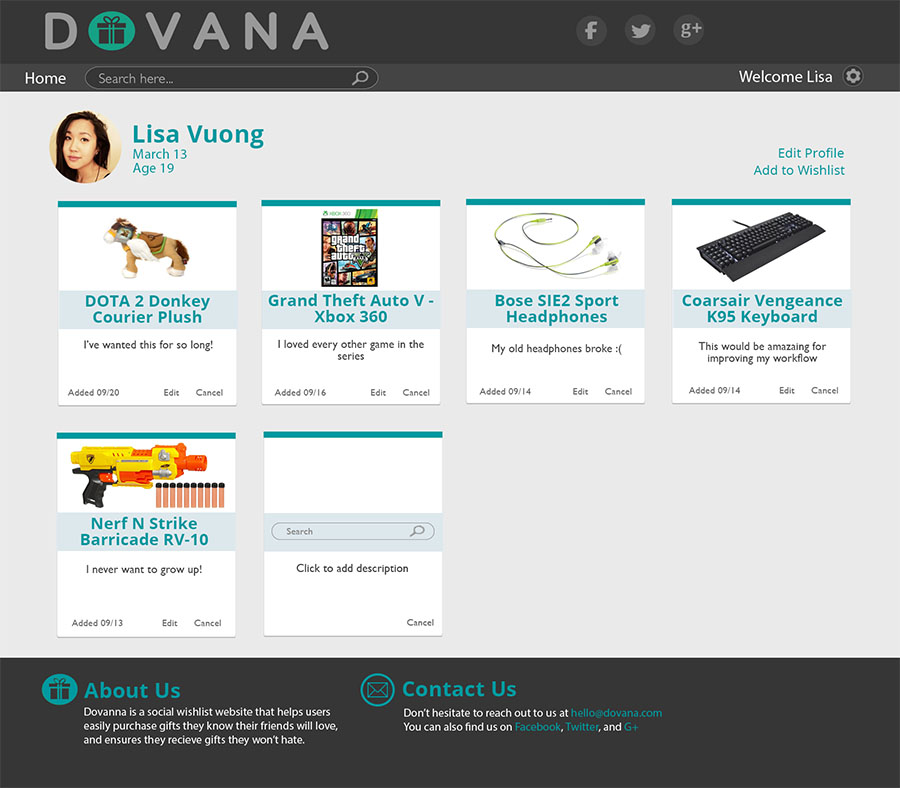 DOVANA
f
g+
Home
Search here...
Welcome Lisa
Lisa Vuong
March 13
Age 19
Edit Profile
Add to Wishlist
DOTA 2 Donkey
Courier Plush
I've wanted this for so long!
Added 09/20 Edit Cancel
XBOX 360
grand
theft
auto
V
Grand Theft Auto V -
Xbox 360
I loved every other game in the
series
Added 09/16 Edit Cancel
Bose SIE2 Sport
Headphones
My old headphones broke :(
Added 09/14 Edit Cancel
Coarsair Vengeance
K95 Keyboard
This would be amazaing for
improving my workflow
Added 09/14 Edit Cancel
Nerf N Strike
Barricade RV-10
I never want to grow up!
Added 09/13 Edit Cancel
Search
Click to add description
Cancel
About Us
Dovanna is a social wishlist website that helps users
easily purchase gifts they know their friends will love,
and ensures they recieve gifts they won't hate.
Contact Us
Don't hesitate to reach out to us at hello@dovana.com
You can also find us on Facebook, Twitter, and G+